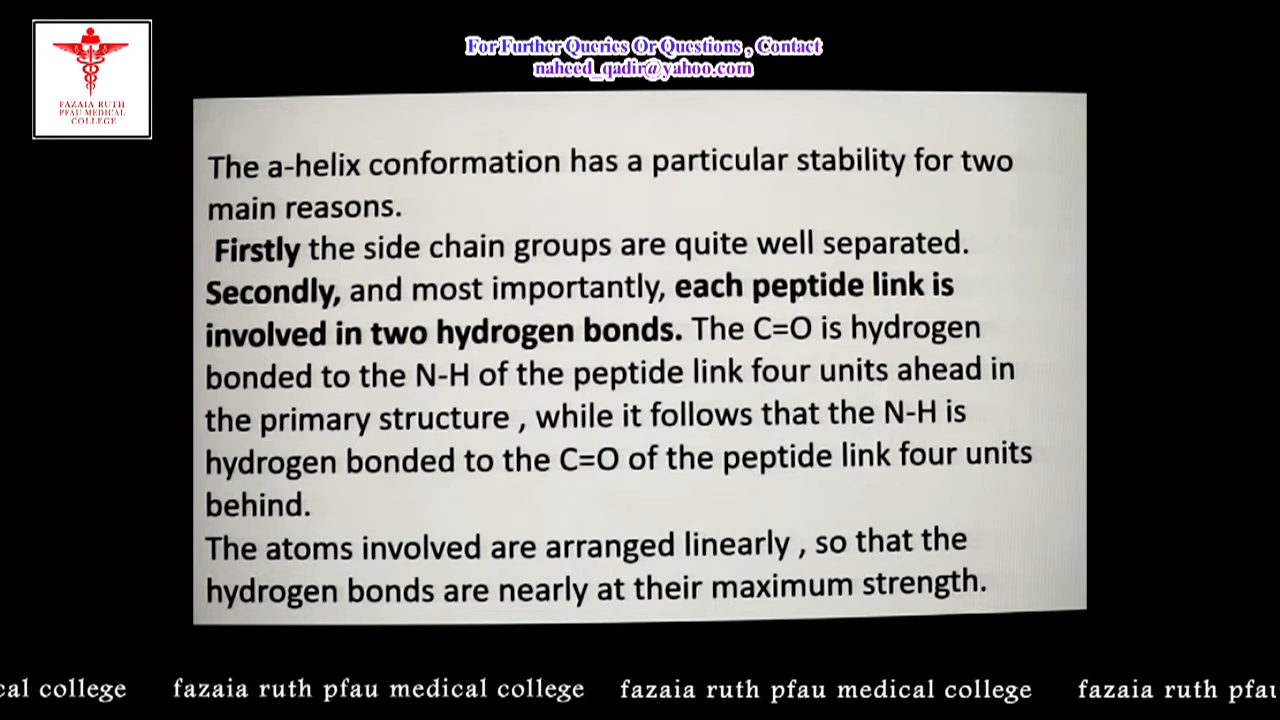 For Further Queries Or Questions , Contact
naheed_qadir@yahoo.com
FAZAIA RUTH
PFAU MEDICAL
COLLEGE
The a-helix conformation has a particular stability for two
main reasons.
Firstly the side chain groups are quite well separated.
Secondly, and most importantly, each peptide link is
involved in two hydrogen bonds. The C=O is hydrogen
bonded to the N-H of the peptide link four units ahead in
the primary structure , while it follows that the N-H is
hydrogen bonded to the C=O of the peptide link four units
behind.
The atoms involved are arranged linearly , so that the
hydrogen bonds are nearly at their maximum strength.
cal college fazaia ruth pfau medical college fazaia ruth pfau medical college fazaia ruth pfau